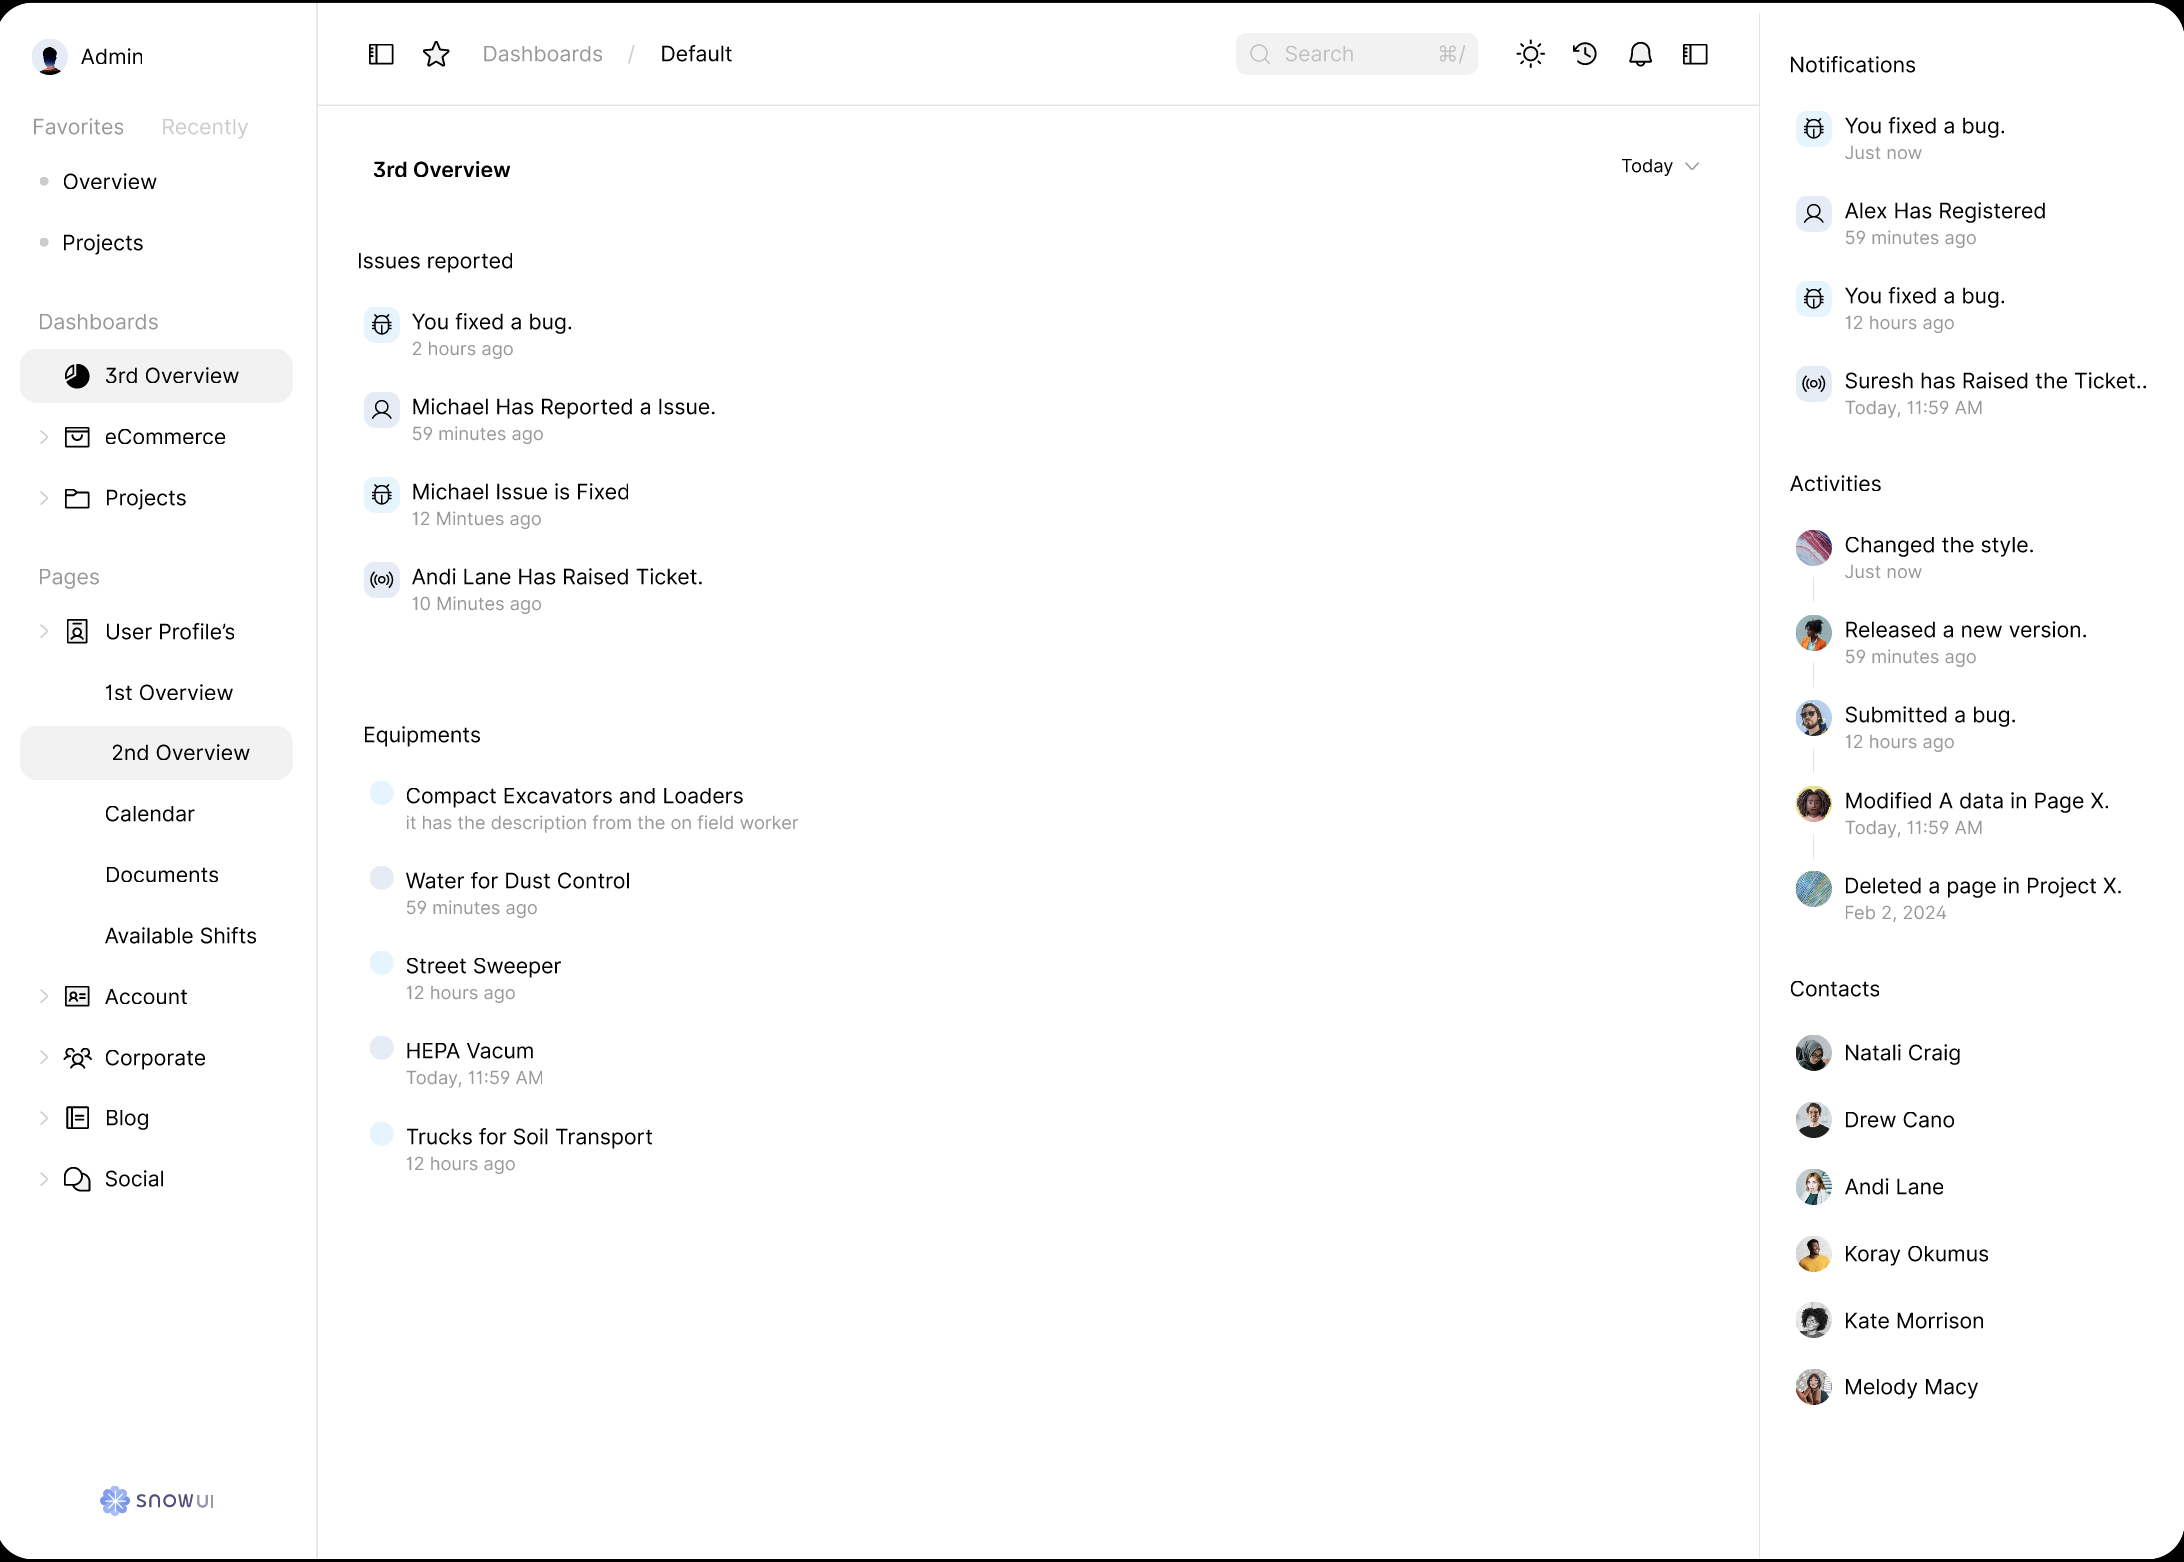 Admin
Favorites Recently
Overview
Projects
Dashboards
3rd Overview
eCommerce
Projects
Pages
User Profile’s
1st Overview
2nd Overview
Calendar
Documents
Available Shifts
Account
Corporate
Blog
Social
snow UI
Dashboards / Default
Search ⌘/
3rd Overview
Today
Issues reported
You fixed a bug.
2 hours ago
Michael Has Reported a Issue.
59 minutes ago
Michael Issue is Fixed
12 Mintues ago
Andi Lane Has Raised Ticket.
10 Minutes ago
Equipments
Compact Excavators and Loaders
it has the description from the on field worker
Water for Dust Control
59 minutes ago
Street Sweeper
12 hours ago
HEPA Vacum
Today, 11:59 AM
Trucks for Soil Transport
12 hours ago
Notifications
You fixed a bug.
Just now
Alex Has Registered
59 minutes ago
You fixed a bug.
12 hours ago
Suresh has Raised the Ticket..
Today, 11:59 AM
Activities
Changed the style.
Just now
Released a new version.
59 minutes ago
Submitted a bug.
12 hours ago
Modified A data in Page X.
Today, 11:59 AM
Deleted a page in Project X.
Feb 2, 2024
Contacts
Natali Craig
Drew Cano
Andi Lane
Koray Okumus
Kate Morrison
Melody Macy